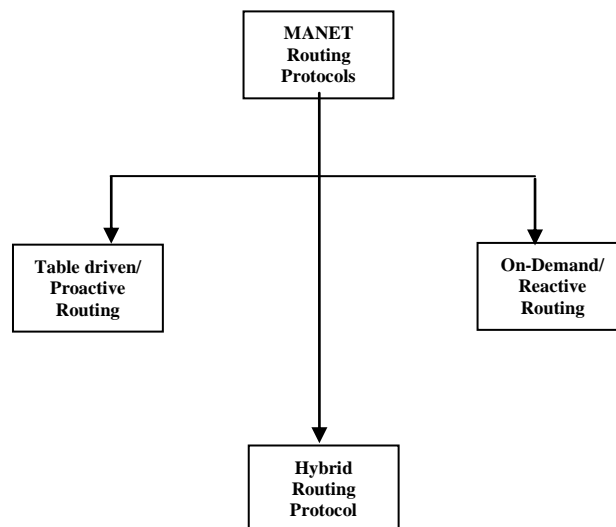 MANET
Routing
Protocols
Table driven/
Proactive
Routing
On-Demand/
Reactive
Routing
Hybrid
Routing
Protocol